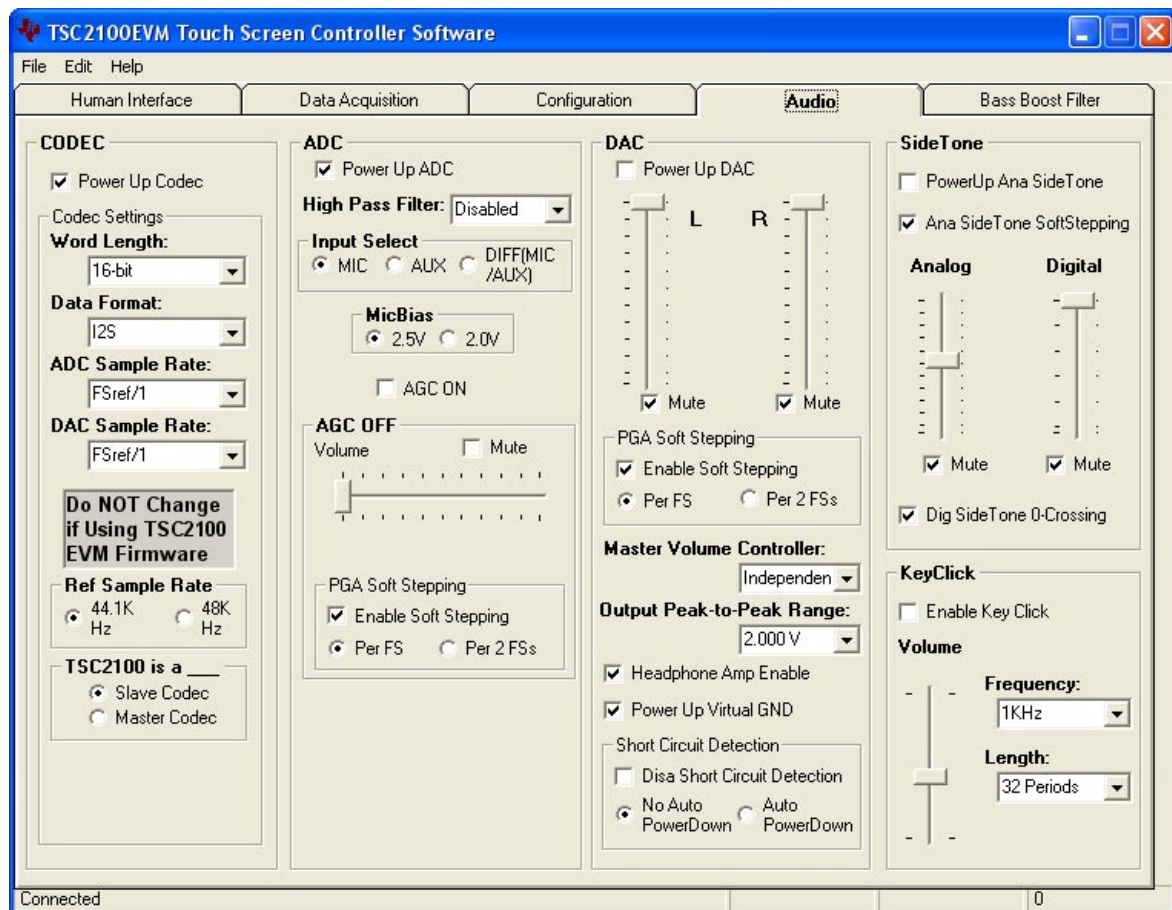 TSC2100EVM Touch Screen Controller Software
File Edit Help
Human Interface
Data Acquisition
Configuration
Audio
Bass Boost Filter
CODEC
Power Up Codec
Codec Settings
Word Length:
16-bit
Data Format:
I2S
ADC Sample Rate:
FSref/1
DAC Sample Rate:
FSref/1
Do NOT Change
if Using TSC2100
EVM Firmware
Ref Sample Rate
44.1K
Hz
48K
Hz
TSC2100 is a ___
Slave Codec
Master Codec
ADC
Power Up ADC
High Pass Filter: Disabled
Input Select
MIC
AUX
DIFF(MIC
/AUX)
MicBias
2.5V
2.0V
AGC ON
AGC OFF
Volume
Mute
PGA Soft Stepping
Enable Soft Stepping
Per FS
Per 2 FSs
DAC
Power Up DAC
L
R
Mute
Mute
PGA Soft Stepping
Enable Soft Stepping
Per FS
Per 2 FSs
Master Volume Controller:
Independen
Output Peak-to-Peak Range:
2.000 V
Headphone Amp Enable
Power Up Virtual GND
Short Circuit Detection
Disa Short Circuit Detection
No Auto
PowerDown
Auto
PowerDown
SideTone
PowerUp Ana SideTone
Ana SideTone SoftStepping
Analog
Digital
Mute
Mute
Dig SideTone 0-Crossing
KeyClick
Enable Key Click
Volume
Frequency:
1KHz
Length:
32 Periods
Connected
0